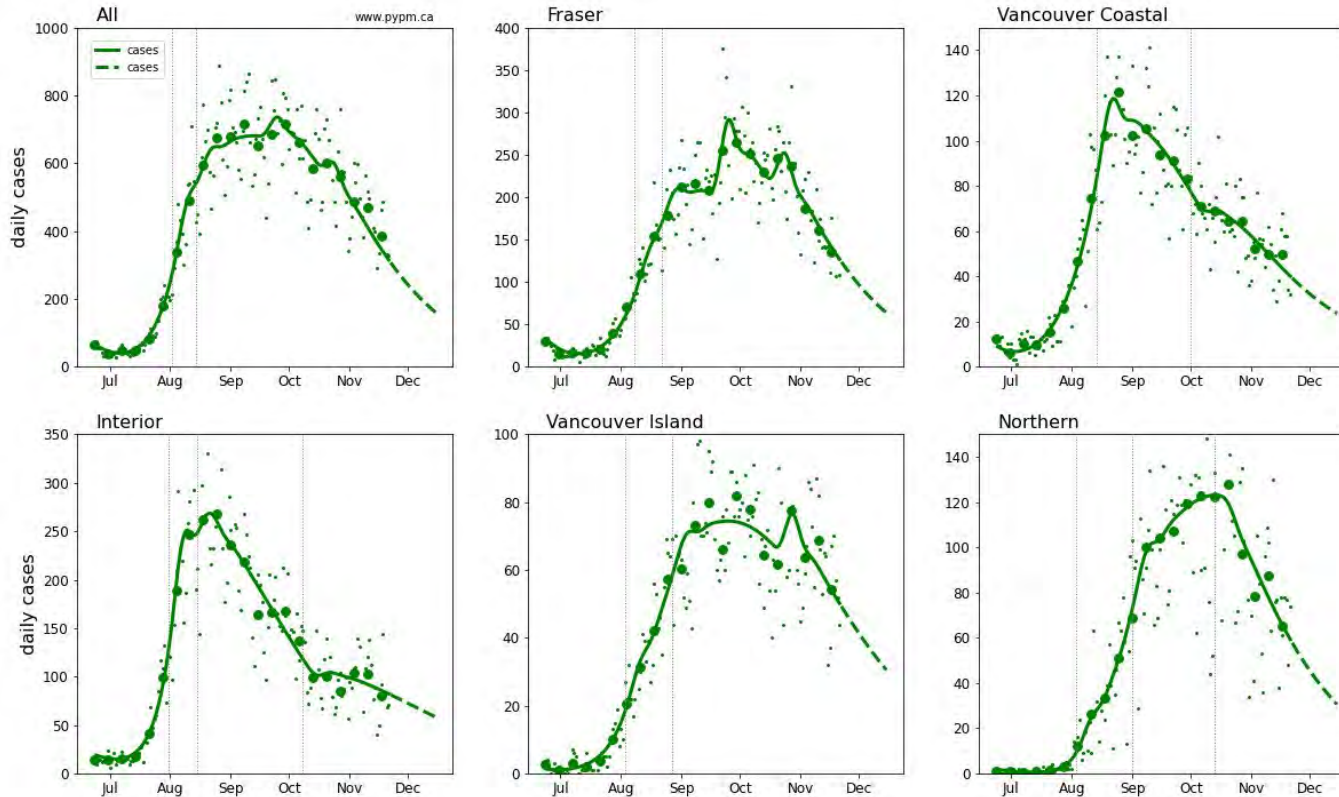 All www.pypm.ca
cases
cases
daily cases
1000
800
600
400
200
0
Jul Aug Sep Oct Nov Dec
Fraser
400
350
300
250
200
150
100
50
0
Jul Aug Sep Oct Nov Dec
Vancouver Coastal
140
120
100
80
60
40
20
0
Jul Aug Sep Oct Nov Dec
Interior
daily cases
350
300
250
200
150
100
50
0
Jul Aug Sep Oct Nov Dec
Vancouver Island
100
80
60
40
20
0
Jul Aug Sep Oct Nov Dec
Northern
140
120
100
80
60
40
20
0
Jul Aug Sep Oct Nov Dec